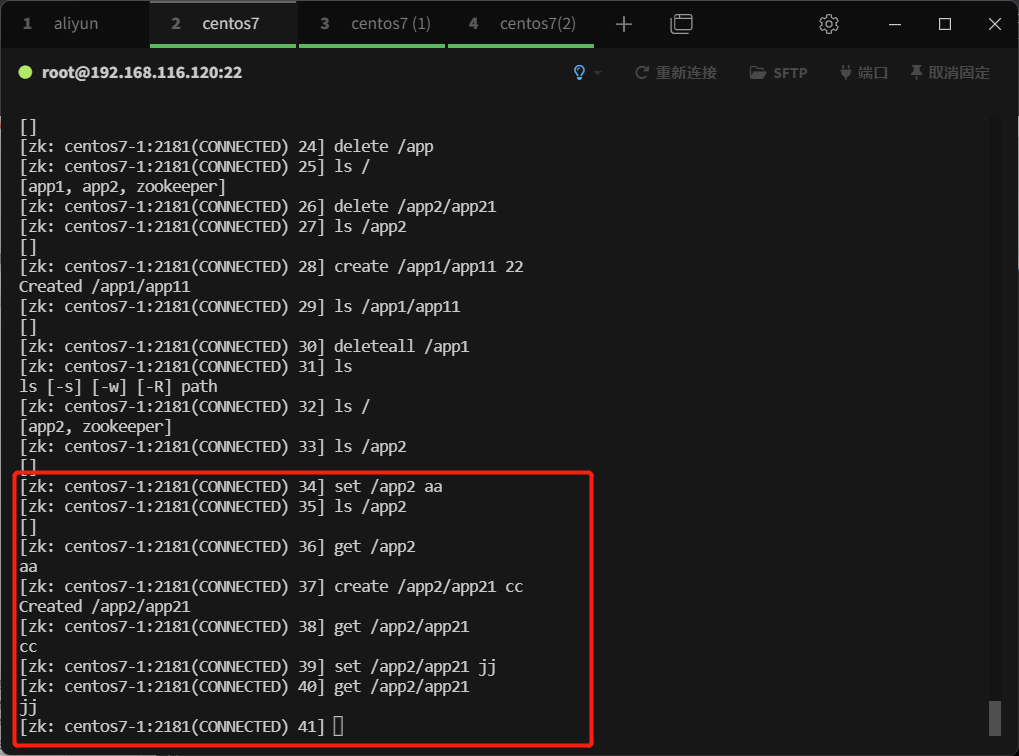 1 aliyun 2 centos7 3 centos7 (1) 4 centos7(2)
root@192.168.116.120:22 重新连接 SFTP 端口 取消固定
[]
[zk: centos7-1:2181(CONNECTED) 24] delete /app
[zk: centos7-1:2181(CONNECTED) 25] ls /
[app1, app2, zookeeper]
[zk: centos7-1:2181(CONNECTED) 26] delete /app2/app21
[zk: centos7-1:2181(CONNECTED) 27] ls /app2
[]
[zk: centos7-1:2181(CONNECTED) 28] create /app1/app11 22
Created /app1/app11
[zk: centos7-1:2181(CONNECTED) 29] ls /app1/app11
[]
[zk: centos7-1:2181(CONNECTED) 30] deleteall /app1
[zk: centos7-1:2181(CONNECTED) 31] ls
ls [-s] [-w] [-R] path
[zk: centos7-1:2181(CONNECTED) 32] ls /
[app2, zookeeper]
[zk: centos7-1:2181(CONNECTED) 33] ls /app2
[]
[zk: centos7-1:2181(CONNECTED) 34] set /app2 aa
[zk: centos7-1:2181(CONNECTED) 35] ls /app2
[]
[zk: centos7-1:2181(CONNECTED) 36] get /app2
aa
[zk: centos7-1:2181(CONNECTED) 37] create /app2/app21 cc
Created /app2/app21
[zk: centos7-1:2181(CONNECTED) 38] get /app2/app21
cc
[zk: centos7-1:2181(CONNECTED) 39] set /app2/app21 jj
[zk: centos7-1:2181(CONNECTED) 40] get /app2/app21
jj
[zk: centos7-1:2181(CONNECTED) 41]